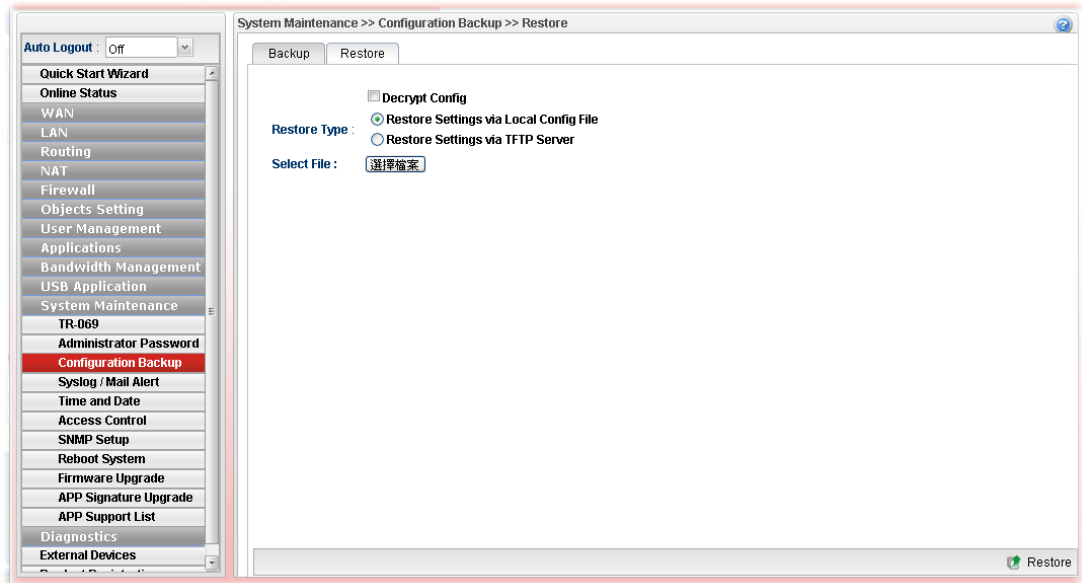 System Maintenance >> Configuration Backup >> Restore
Auto Logout : Off
Quick Start Wizard
Online Status
WAN
LAN
Routing
NAT
Firewall
Objects Setting
User Management
Applications
Bandwidth Management
USB Application
System Maintenance
TR-069
Administrator Password
Configuration Backup
Syslog / Mail Alert
Time and Date
Access Control
SNMP Setup
Reboot System
Firmware Upgrade
APP Signature Upgrade
APP Support List
Diagnostics
External Devices
Backup Restore
Decrypt Config
Restore Type :
Restore Settings via Local Config File
Restore Settings via TFTP Server
Select File : 選擇檔案
Restore